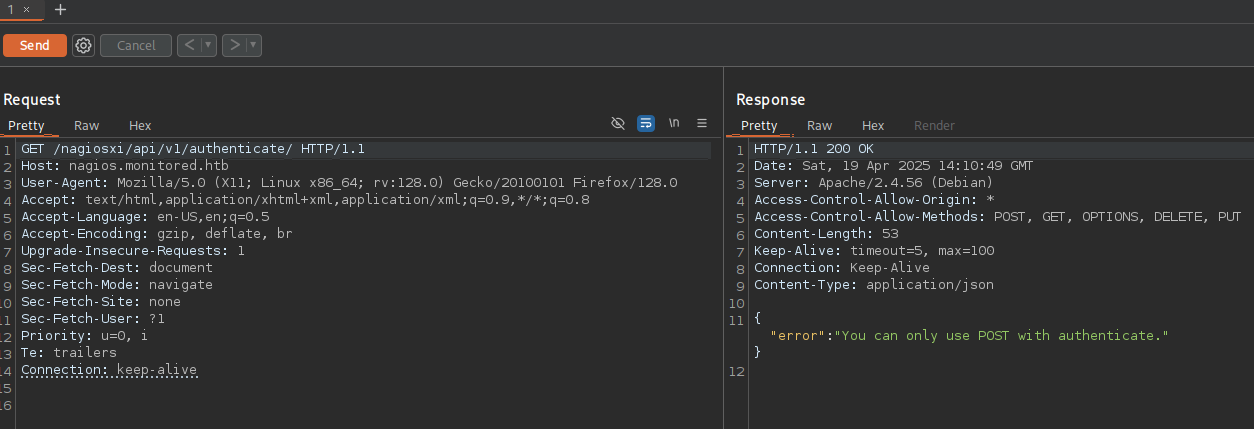 1 × +
Send Cancel < ▼ > ▼
Request
Pretty Raw Hex \n
1 GET /nagiosxi/api/v1/authenticate/ HTTP/1.1
2 Host: nagios.monitored.htb
3 User-Agent: Mozilla/5.0 (X11; Linux x86_64; rv:128.0) Gecko/20100101 Firefox/128.0
4 Accept: text/html,application/xhtml+xml,application/xml;q=0.9,*/*;q=0.8
5 Accept-Language: en-US,en;q=0.5
6 Accept-Encoding: gzip, deflate, br
7 Upgrade-Insecure-Requests: 1
8 Sec-Fetch-Dest: document
9 Sec-Fetch-Mode: navigate
10 Sec-Fetch-Site: none
11 Sec-Fetch-User: ?1
12 Priority: u=0, i
13 Te: trailers
14 Connection: keep-alive
15
16
Response
Pretty Raw Hex Render
1 HTTP/1.1 200 OK
2 Date: Sat, 19 Apr 2025 14:10:49 GMT
3 Server: Apache/2.4.56 (Debian)
4 Access-Control-Allow-Origin: *
5 Access-Control-Allow-Methods: POST, GET, OPTIONS, DELETE, PUT
6 Content-Length: 53
7 Keep-Alive: timeout=5, max=100
8 Connection: Keep-Alive
9 Content-Type: application/json
10
11 {
"error":"You can only use POST with authenticate."
}
12